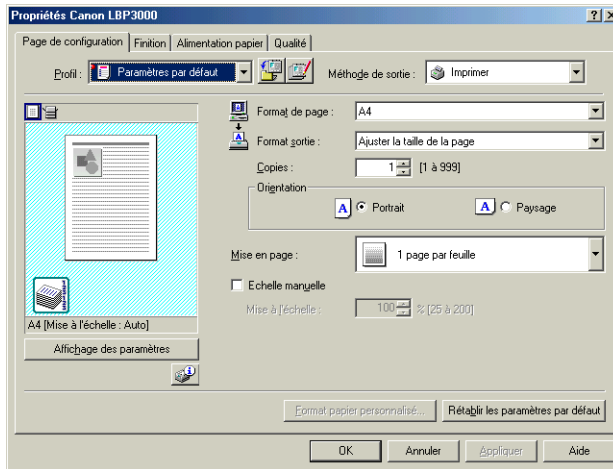 Propriétés Canon LBP3000
Page de configuration Finition Alimentation papier Qualité
Profil : Paramètres par défaut Méthode de sortie : Imprimer
Format de page : A4
Format sortie : Ajuster la taille de la page
Copies : 1 [1 à 999]
Orientation
A Portrait A Paysage
Mise en page : 1 page par feuille
Echelle manuelle
Mise à l'échelle : 100 % [25 à 200]
A4 [Mise à l'échelle : Auto]
Affichage des paramètres
Format papier personnalisé... Rétablir les paramètres par défaut
OK Annuler Appliquer Aide